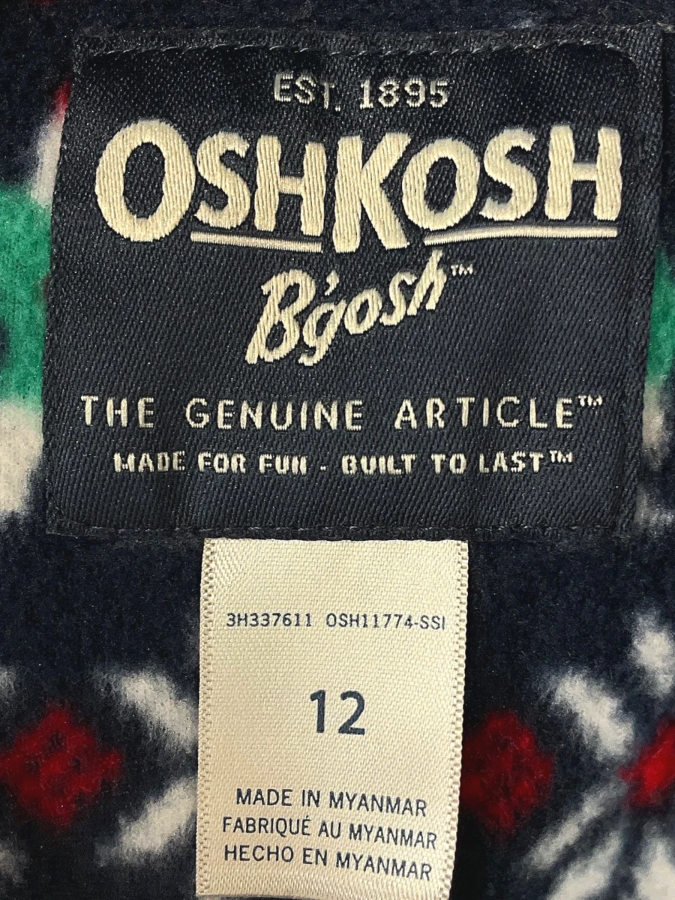 EST. 1895
OSHKOSH
B'gosh™
THE GENUINE ARTICLE™
MADE FOR FUN - BUILT TO LAST™
3H337611 OSH11774-SSI
12
MADE IN MYANMAR
FABRIQUÉ AU MYANMAR
HECHO EN MYANMAR